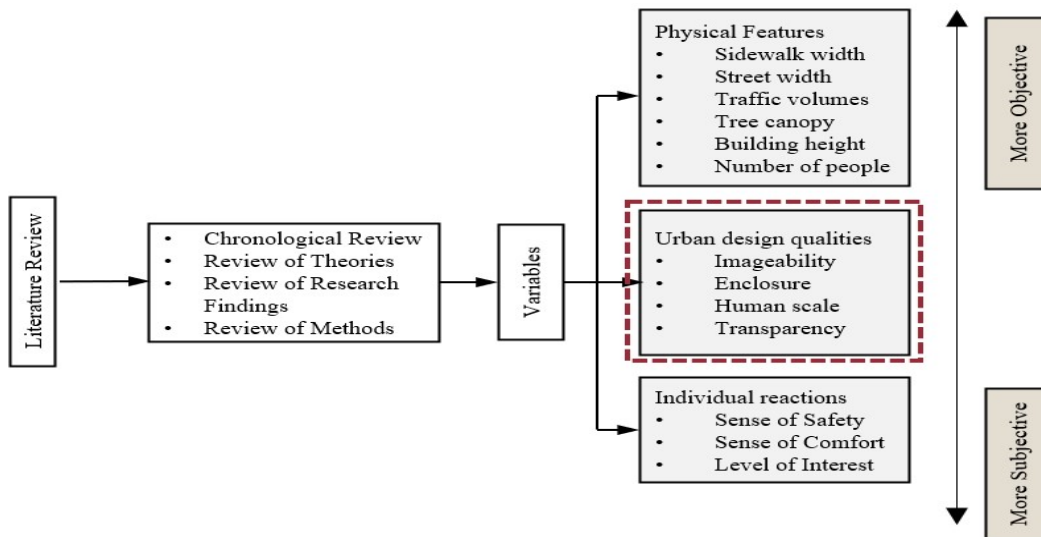 Literature Review
• Chronological Review
• Review of Theories
• Review of Research
Findings
• Review of Methods
Variables
Physical Features
• Sidewalk width
• Street width
• Traffic volumes
• Tree canopy
• Building height
• Number of people
Urban design qualities
• Imageability
• Enclosure
• Human scale
• Transparency
Individual reactions
• Sense of Safety
• Sense of Comfort
• Level of Interest
More Objective
More Subjective